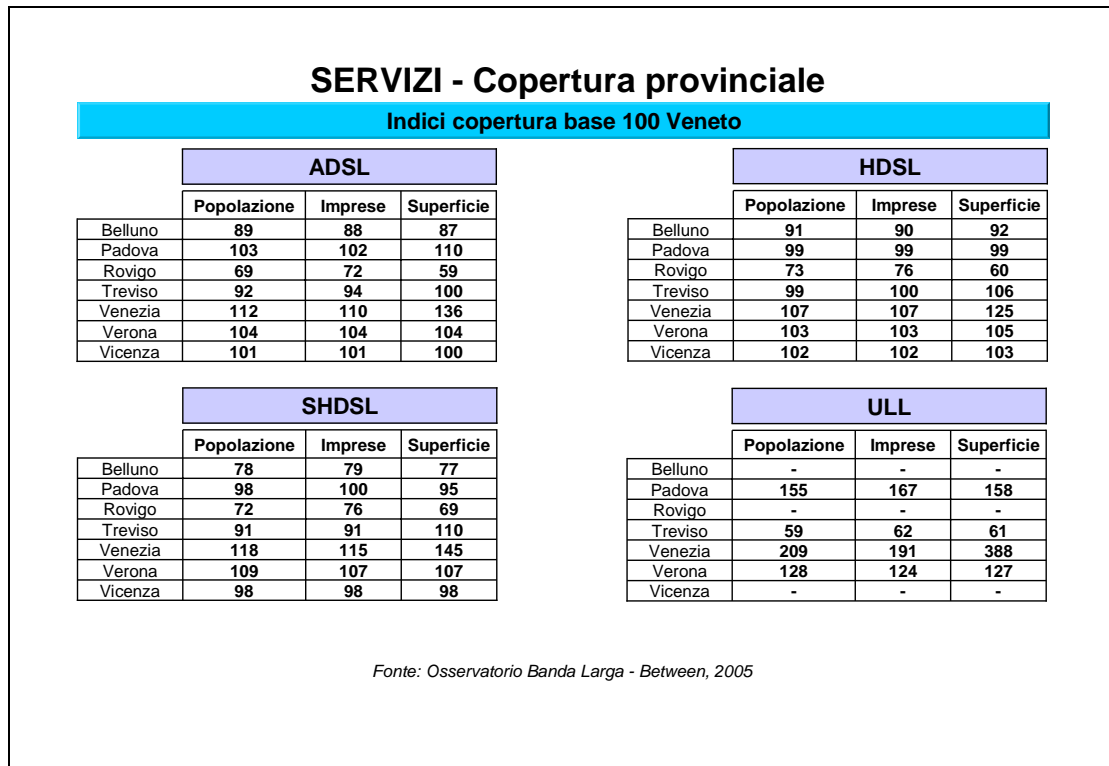 SERVIZI - Copertura provinciale
Indici copertura base 100 Veneto
ADSL
Popolazione Imprese Superficie
Belluno 89 88 87
Padova 103 102 110
Rovigo 69 72 59
Treviso 92 94 100
Venezia 112 110 136
Verona 104 104 104
Vicenza 101 101 100
HDSL
Popolazione Imprese Superficie
Belluno 91 90 92
Padova 99 99 99
Rovigo 73 76 60
Treviso 99 100 106
Venezia 107 107 125
Verona 103 103 105
Vicenza 102 102 103
SHDSL
Popolazione Imprese Superficie
Belluno 78 79 77
Padova 98 100 95
Rovigo 72 76 69
Treviso 91 91 110
Venezia 118 115 145
Verona 109 107 107
Vicenza 98 98 98
ULL
Popolazione Imprese Superficie
Belluno - - -
Padova 155 167 158
Rovigo - - -
Treviso 59 62 61
Venezia 209 191 388
Verona 128 124 127
Vicenza - - -
Fonte: Osservatorio Banda Larga - Between, 2005